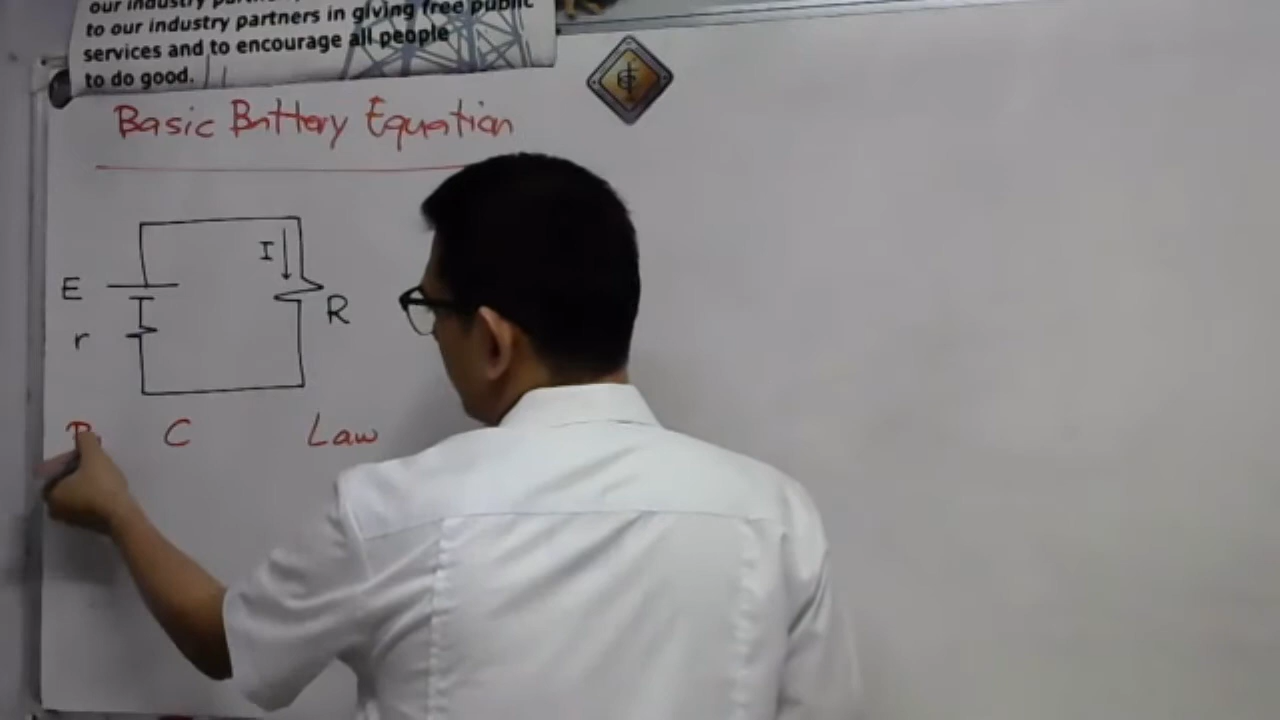 to our industry partners in giving free public
services and to encourage all people
to do good.
Basic Battery Equation
I
E
R
r
C Law